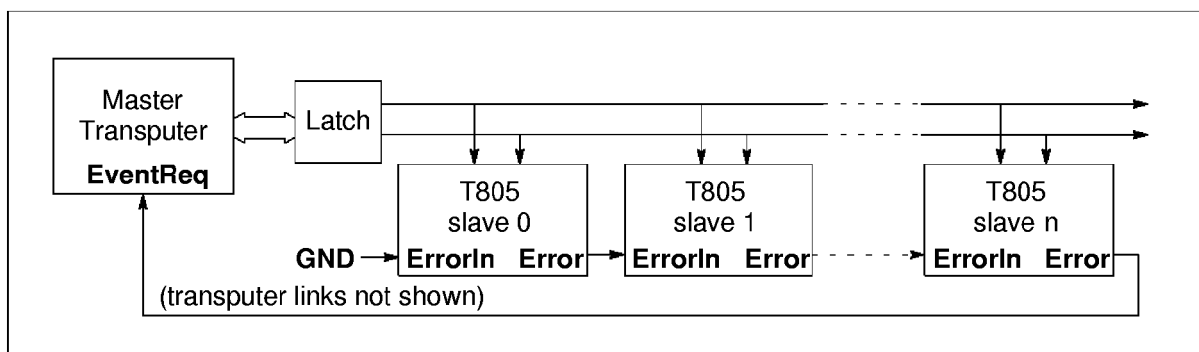 Master
Transputer
EventReq
Latch
T805
slave 0
ErrorIn Error
T805
slave 1
ErrorIn Error
T805
slave n
ErrorIn Error
GND
(transputer links not shown)